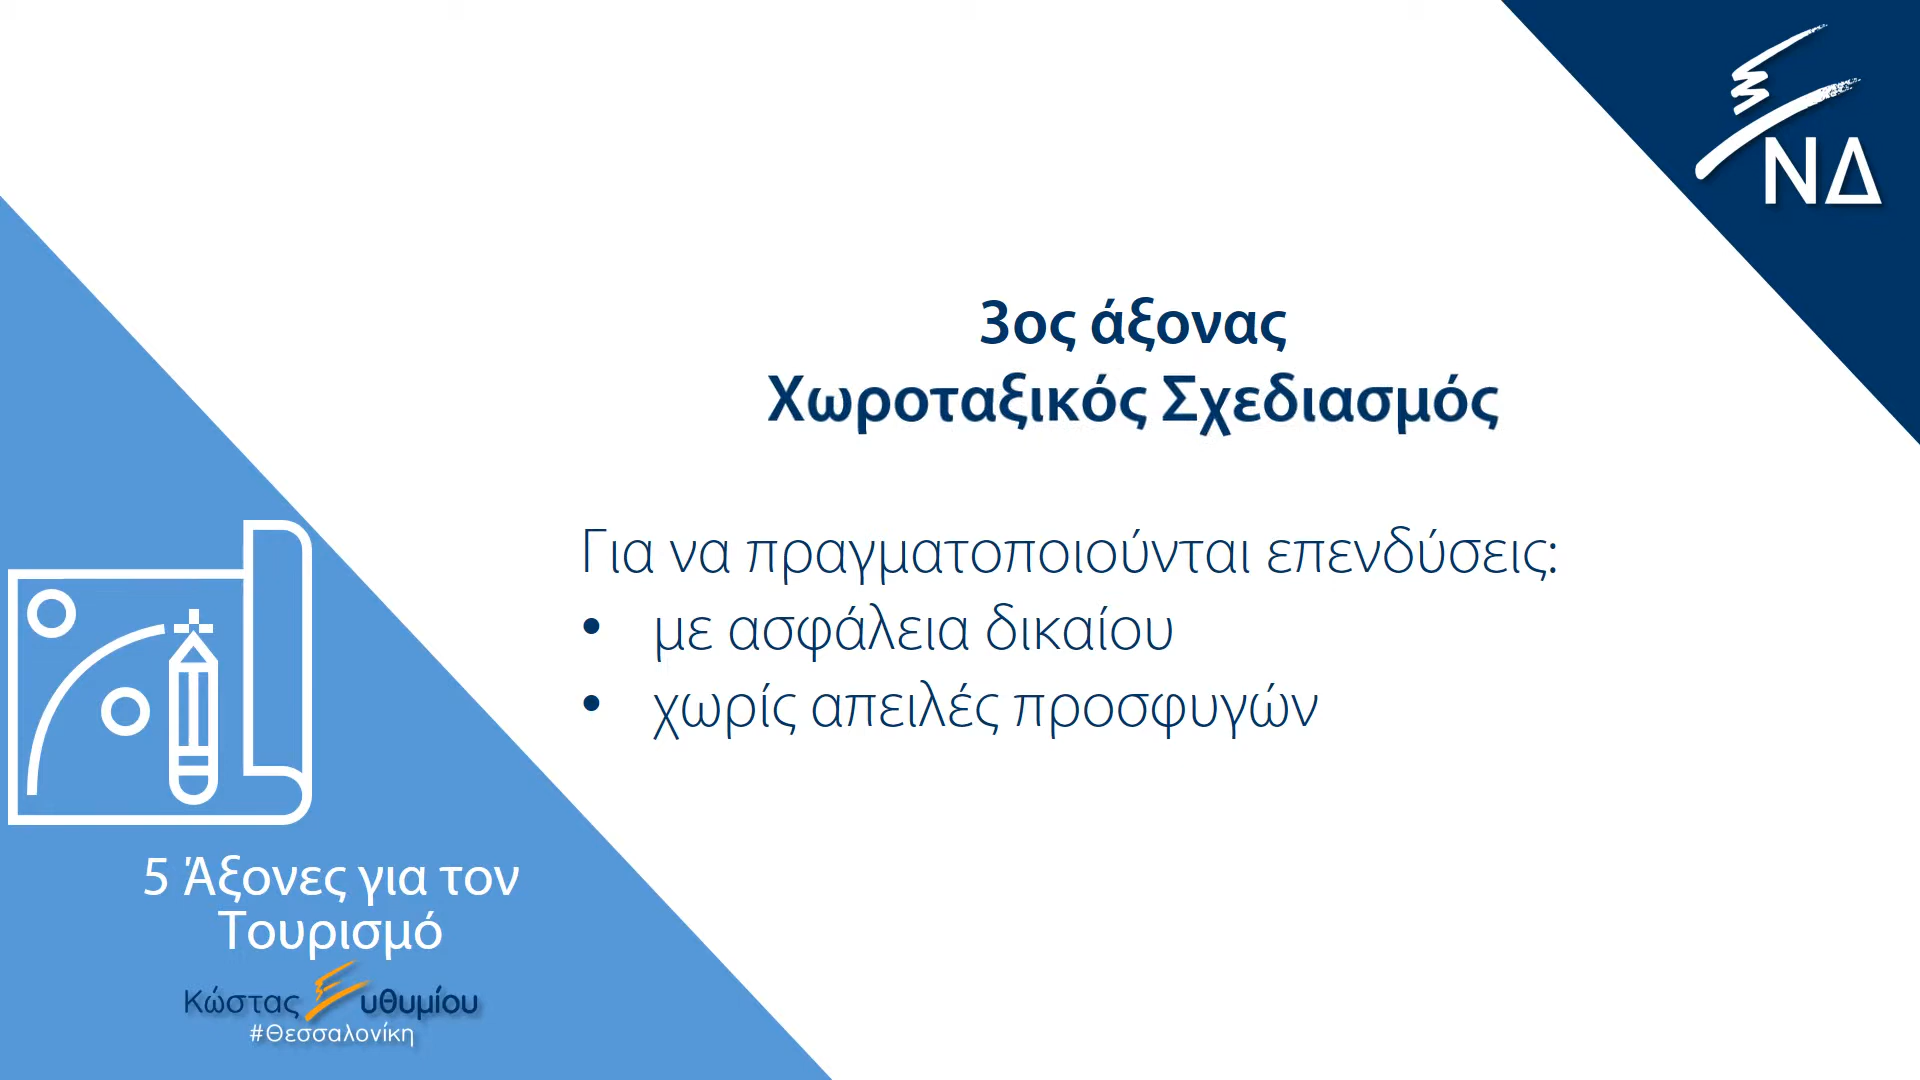 ΝΔ
3ος άξονας
Χωροταξικός Σχεδιασμός
Για να πραγματοποιούνται επενδύσεις:
• με ασφάλεια δικαίου
• χωρίς απειλές προσφυγών
5 Άξονες για τον
Τουρισμό
Κώστας Ευθυμίου
#Θεσσαλονίκη